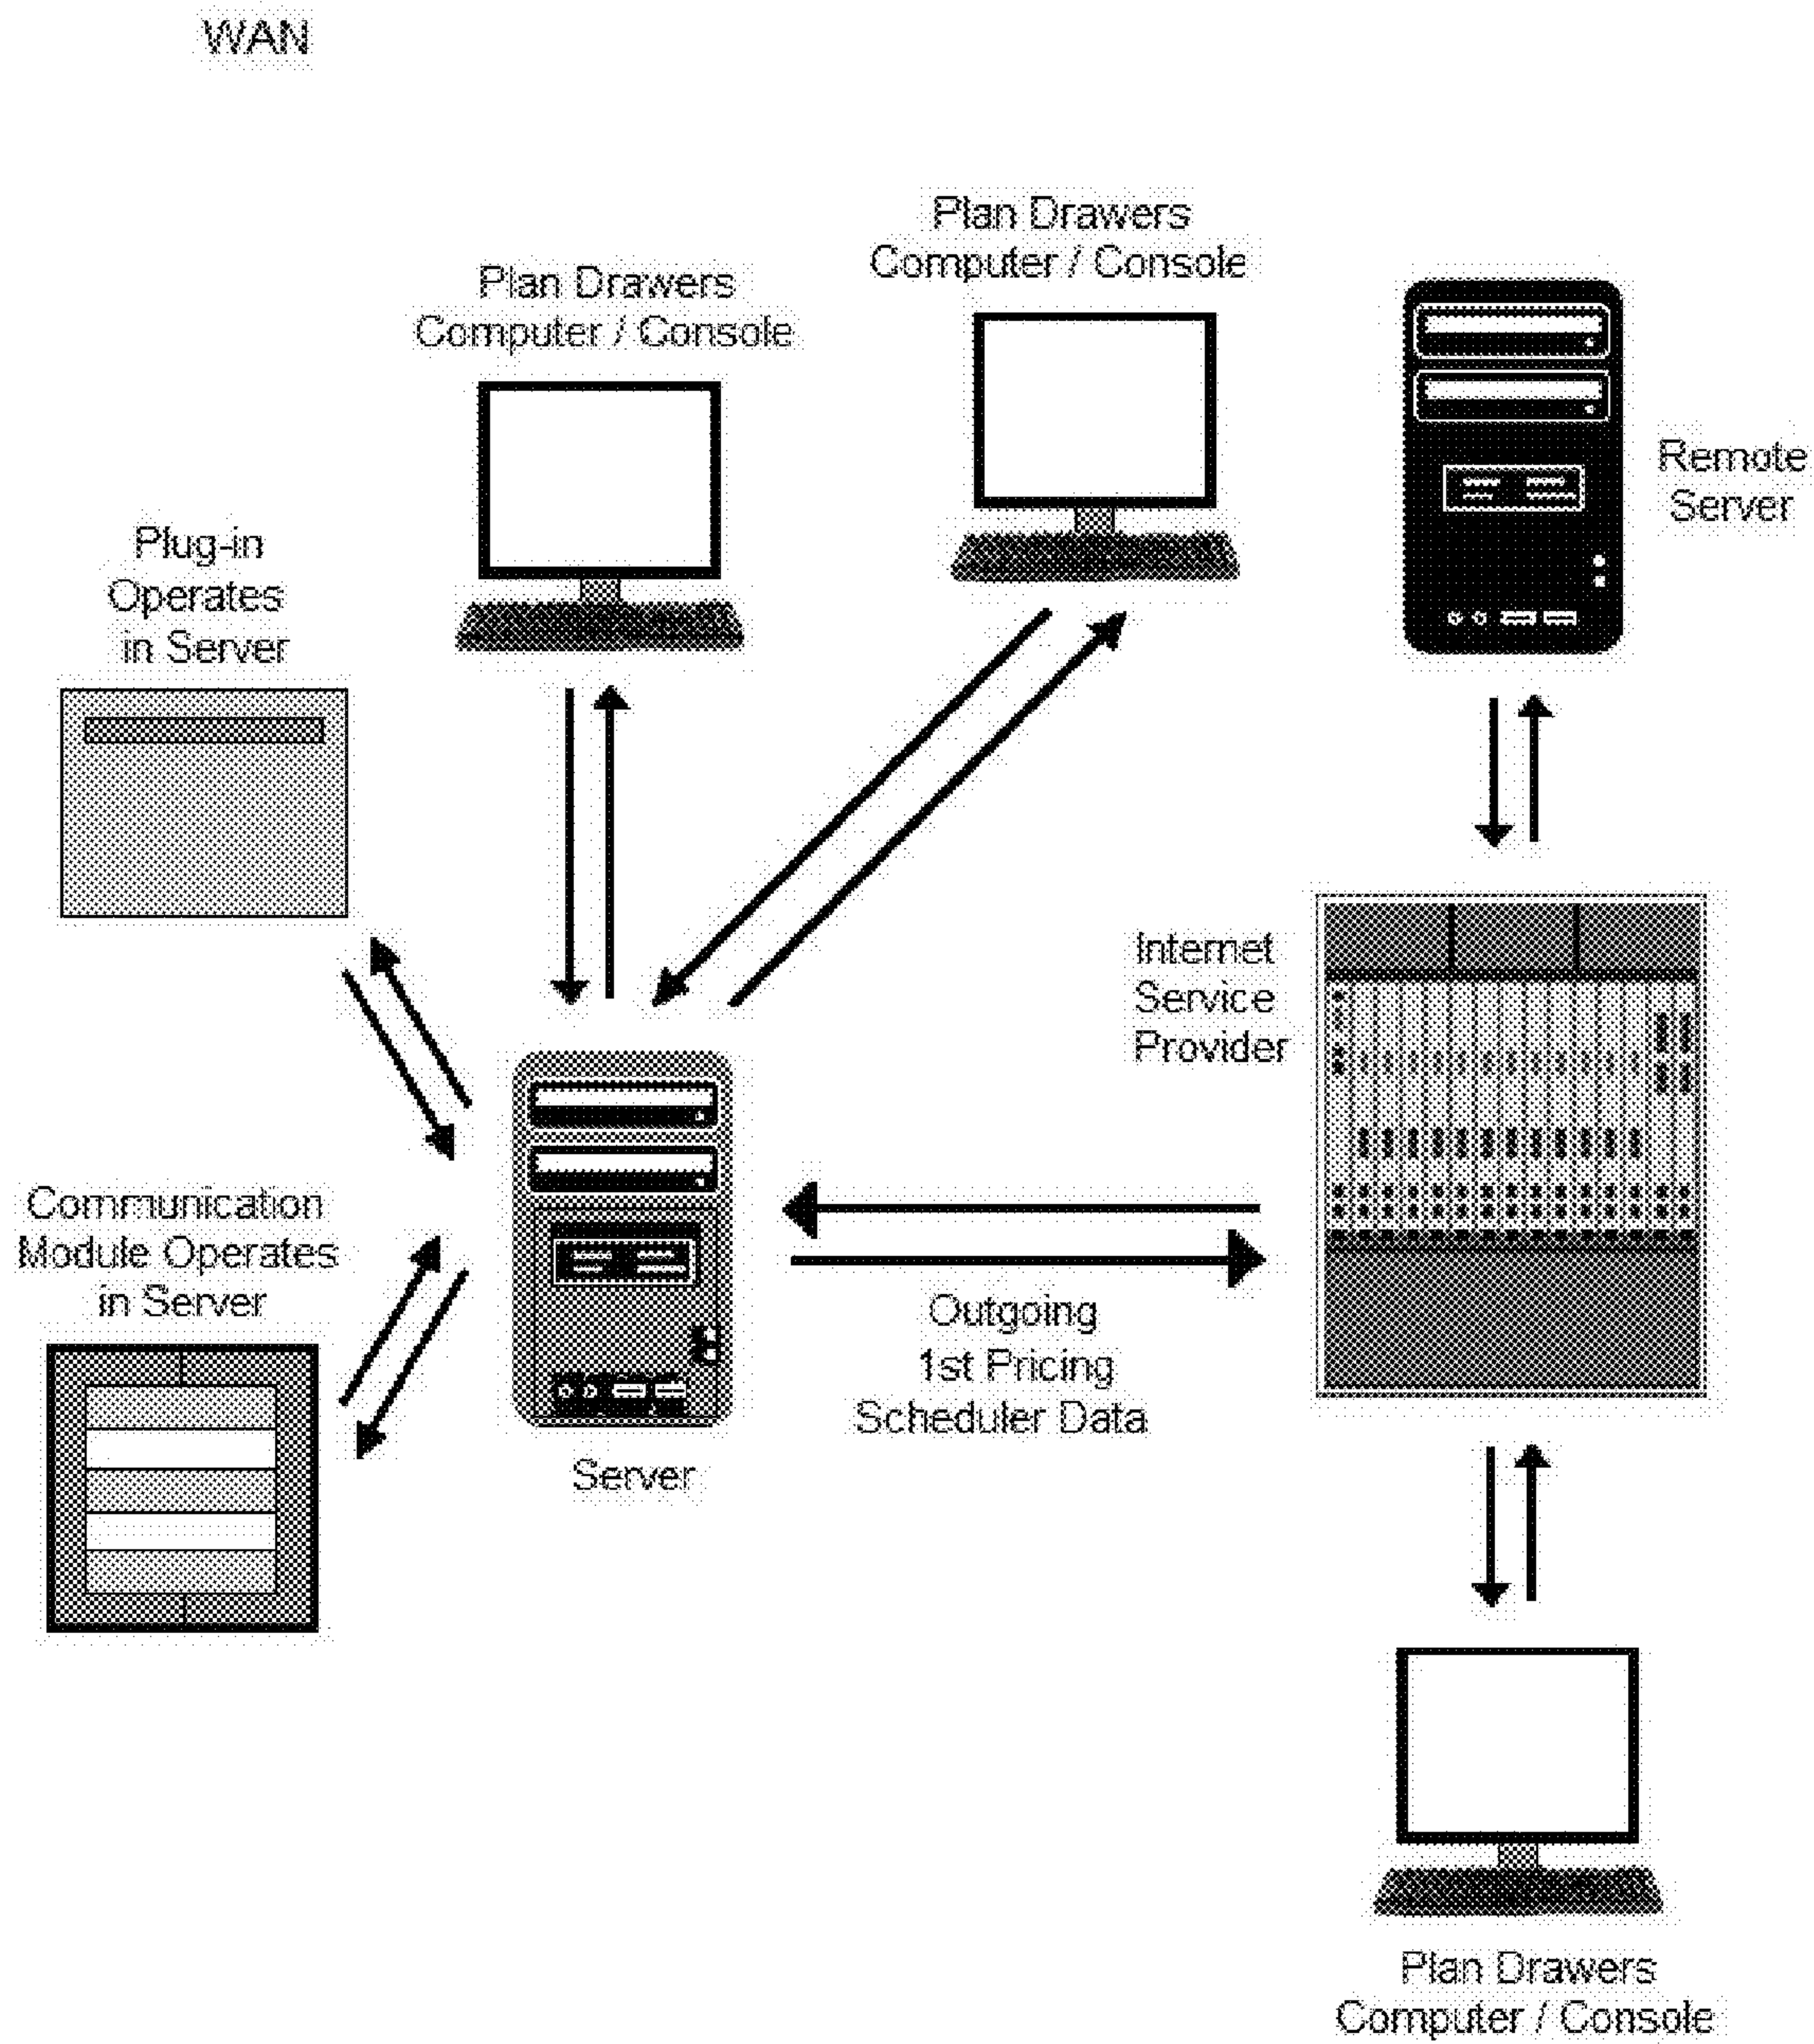 WAN
Plan Drawers
Computer / Console
Plan Drawers
Computer / Console
Remote
Server
Plug-in
Operates
in Server
Internet
Service
Provider
Communication
Module Operates
in Server
Outgoing
1st Pricing
Scheduler Data
Server
Plan Drawers
Computer / Console